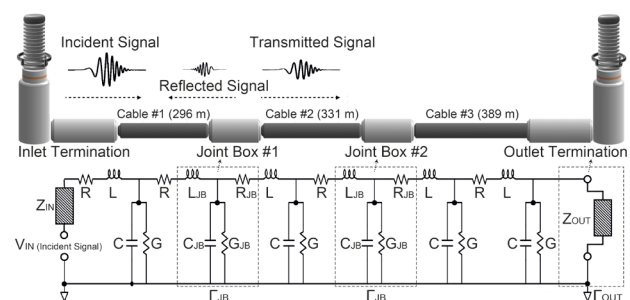 Incident Signal
Transmitted Signal
Reflected Signal
Cable #1 (296 m)
Cable #2 (331 m)
Cable #3 (389 m)
Inlet Termination
Joint Box #1
Joint Box #2
Outlet Termination
R L R LJB RJB L R LJB RJB L R L
ZIN
ZOUT
VIN (Incident Signal)
C G CJB GJB C G CJB GJB C G C G
ΓJB ΓJB ΓOUT